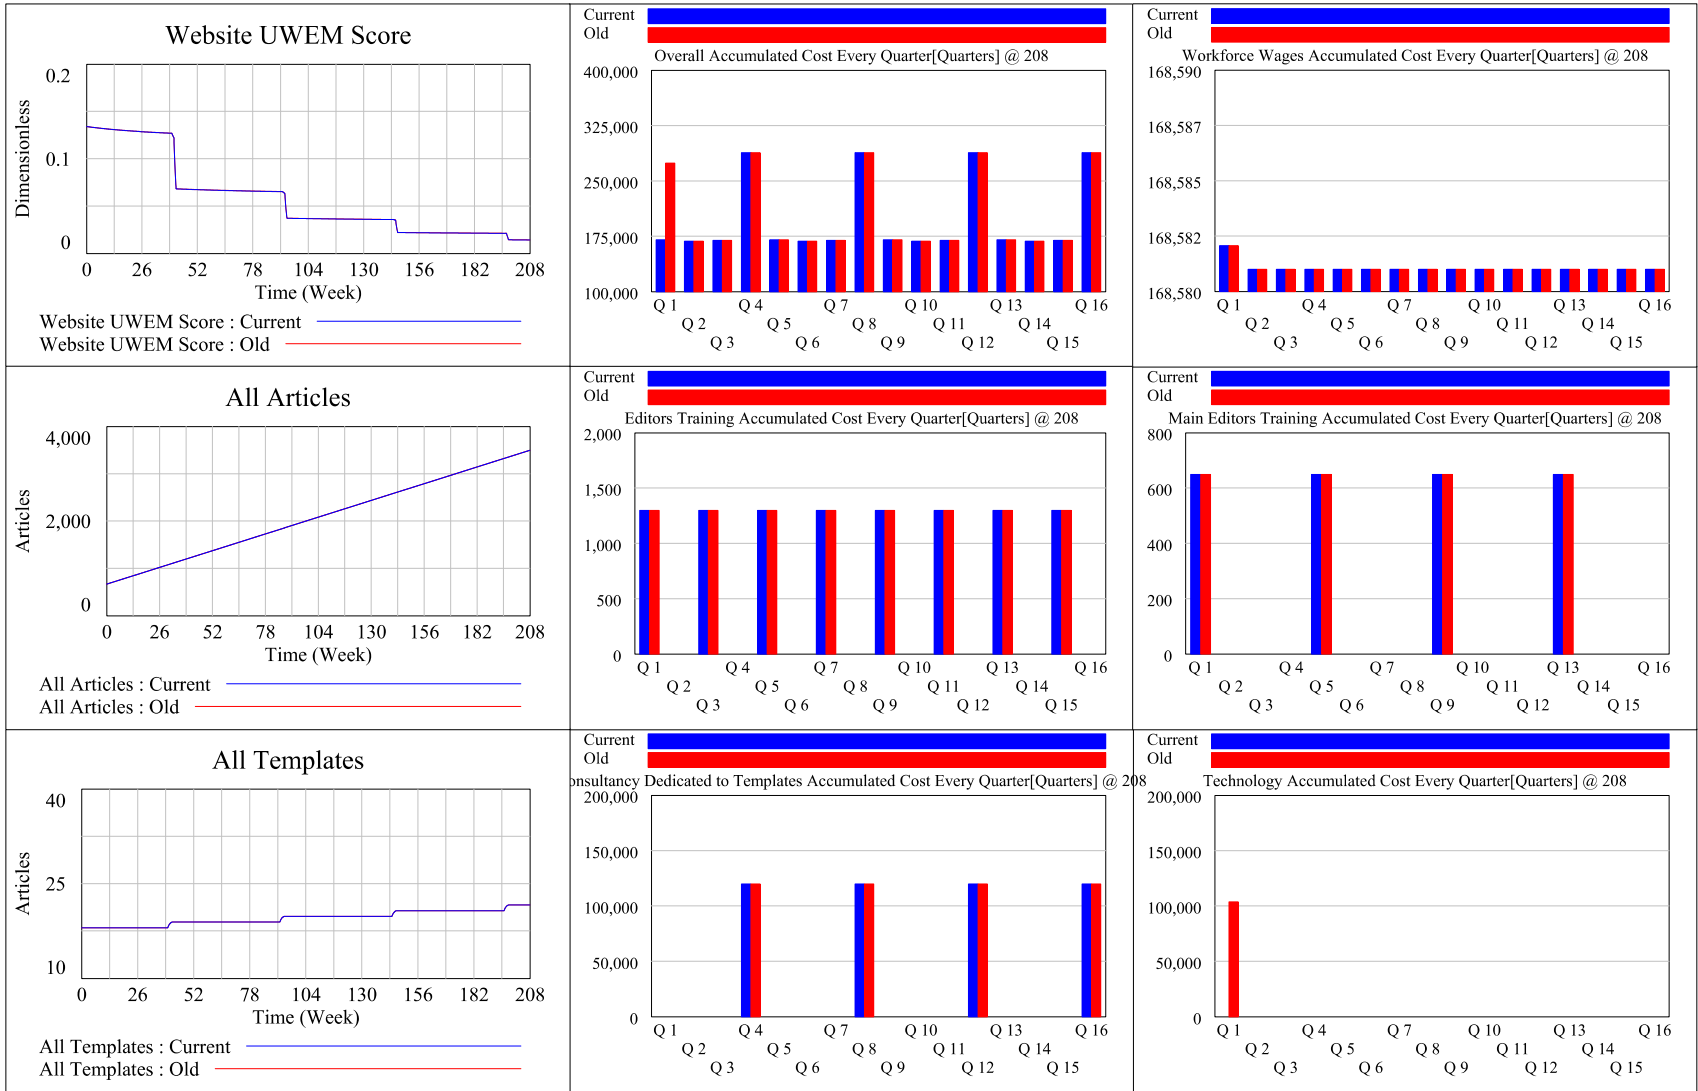 Website UWEM Score
0.2
0.1
0
Dimensionless
0 26 52 78 104 130 156 182 208
Time (Week)
Website UWEM Score : Current
Website UWEM Score : Old
Current
Old
Overall Accumulated Cost Every Quarter[Quarters] @ 208
400,000
325,000
250,000
175,000
100,000
Q 1 Q 4 Q 7 Q 10 Q 13 Q 16
Q 2 Q 5 Q 8 Q 11 Q 14
Q 3 Q 6 Q 9 Q 12 Q 15
Current
Old
Workforce Wages Accumulated Cost Every Quarter[Quarters] @ 208
168,590
168,587
168,585
168,582
168,580
Q 1 Q 4 Q 7 Q 10 Q 13 Q 16
Q 2 Q 5 Q 8 Q 11 Q 14
Q 3 Q 6 Q 9 Q 12 Q 15
All Articles
4,000
2,000
0
Articles
0 26 52 78 104 130 156 182 208
Time (Week)
All Articles : Current
All Articles : Old
Current
Old
Editors Training Accumulated Cost Every Quarter[Quarters] @ 208
2,000
1,500
1,000
500
0
Q 1 Q 4 Q 7 Q 10 Q 13 Q 16
Q 2 Q 5 Q 8 Q 11 Q 14
Q 3 Q 6 Q 9 Q 12 Q 15
Current
Old
Main Editors Training Accumulated Cost Every Quarter[Quarters] @ 208
800
600
400
200
0
Q 1 Q 4 Q 7 Q 10 Q 13 Q 16
Q 2 Q 5 Q 8 Q 11 Q 14
Q 3 Q 6 Q 9 Q 12 Q 15
All Templates
40
25
10
Articles
0 26 52 78 104 130 156 182 208
Time (Week)
All Templates : Current
All Templates : Old
Current
Old
onsultancy Dedicated to Templates Accumulated Cost Every Quarter[Quarters] @ 208
200,000
150,000
100,000
50,000
0
Q 1 Q 4 Q 7 Q 10 Q 13 Q 16
Q 2 Q 5 Q 8 Q 11 Q 14
Q 3 Q 6 Q 9 Q 12 Q 15
Current
Old
Technology Accumulated Cost Every Quarter[Quarters] @ 208
200,000
150,000
100,000
50,000
0
Q 1 Q 4 Q 7 Q 10 Q 13 Q 16
Q 2 Q 5 Q 8 Q 11 Q 14
Q 3 Q 6 Q 9 Q 12 Q 15